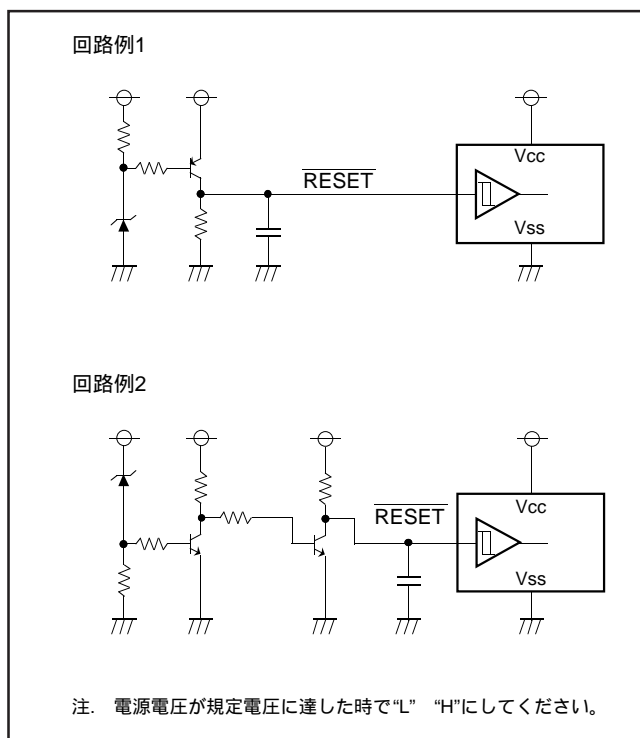 回路例1
RESET
Vcc
Vss
回路例2
RESET
Vcc
Vss
注. 電源電圧が規定電圧に達した時で“L” “H”にしてください。